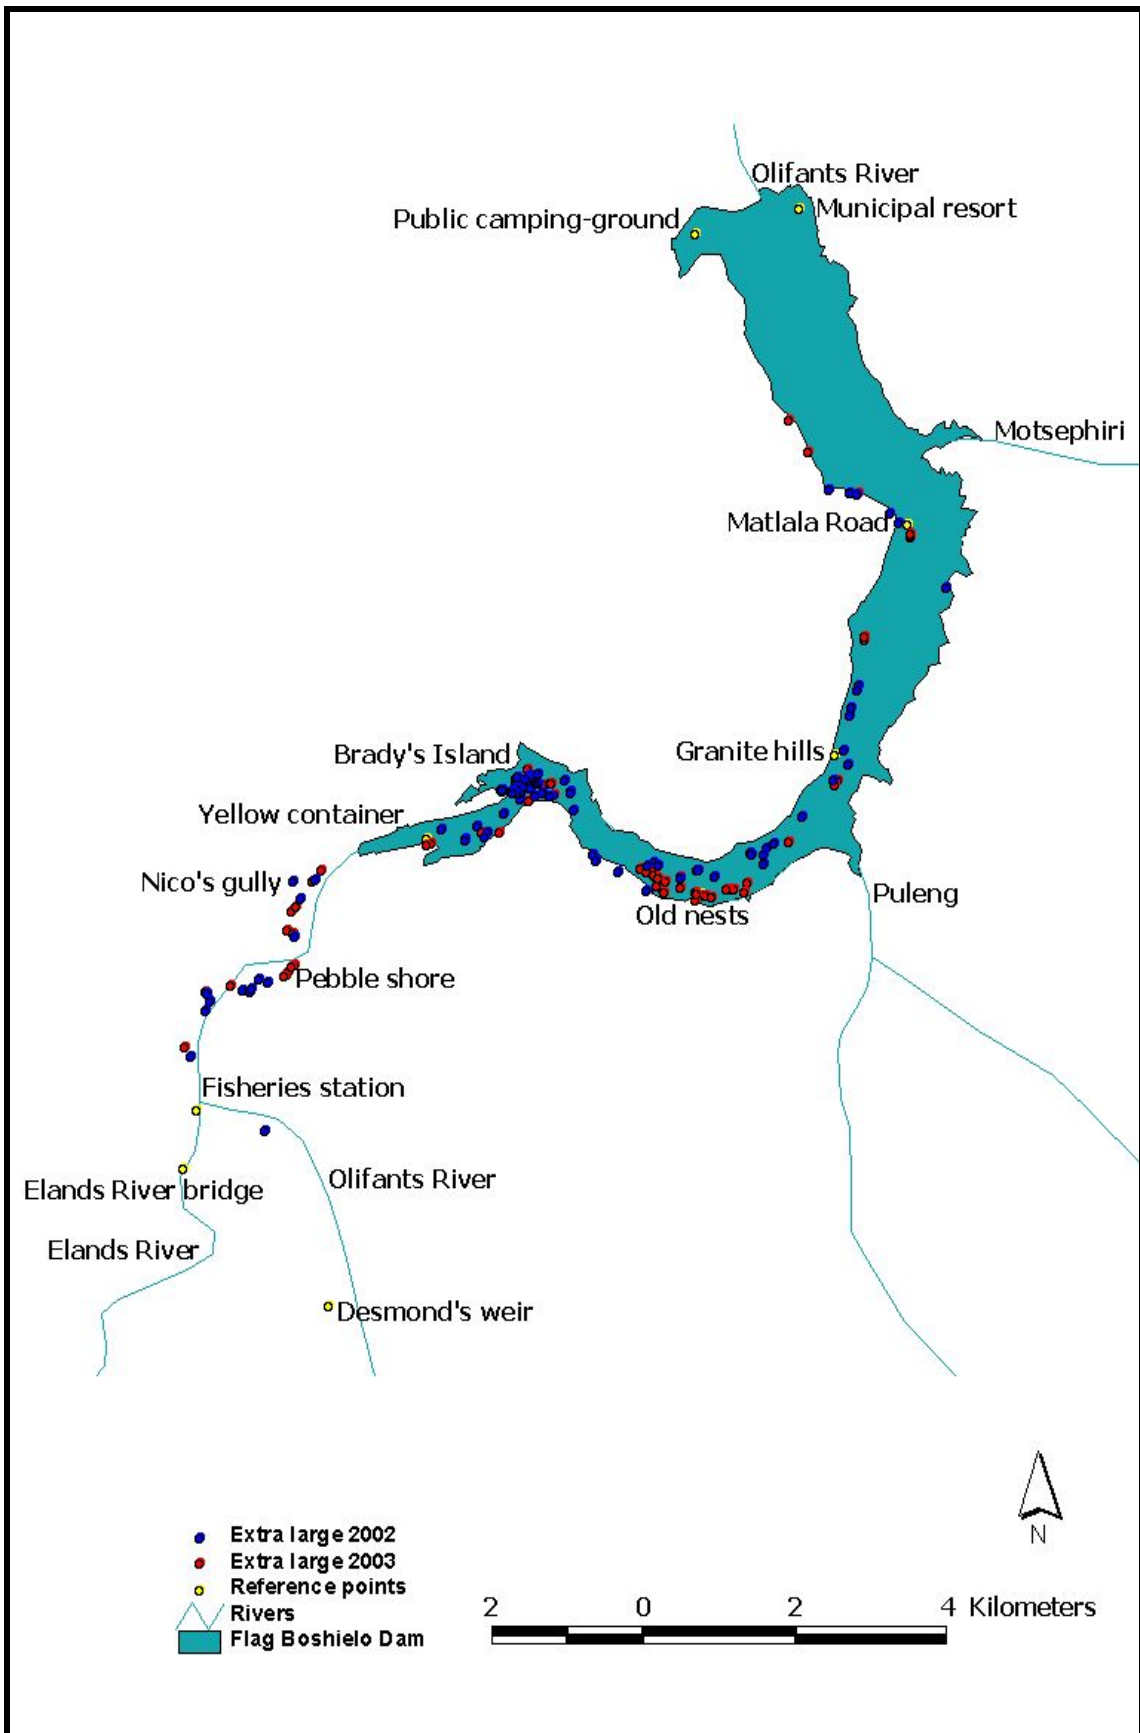 Olifants River
Public camping-ground
Municipal resort
Motsephiri
Matlala Road
Granite hills
Brady's Island
Yellow container
Nico's gully
Puleng
Old nests
Pebble shore
Fisheries station
Olifants River
Elands River bridge
Elands River
Desmond's weir
N
Extra large 2002
Extra large 2003
Reference points
Rivers
Flag Boshielo Dam
2 0 2 4 Kilometers